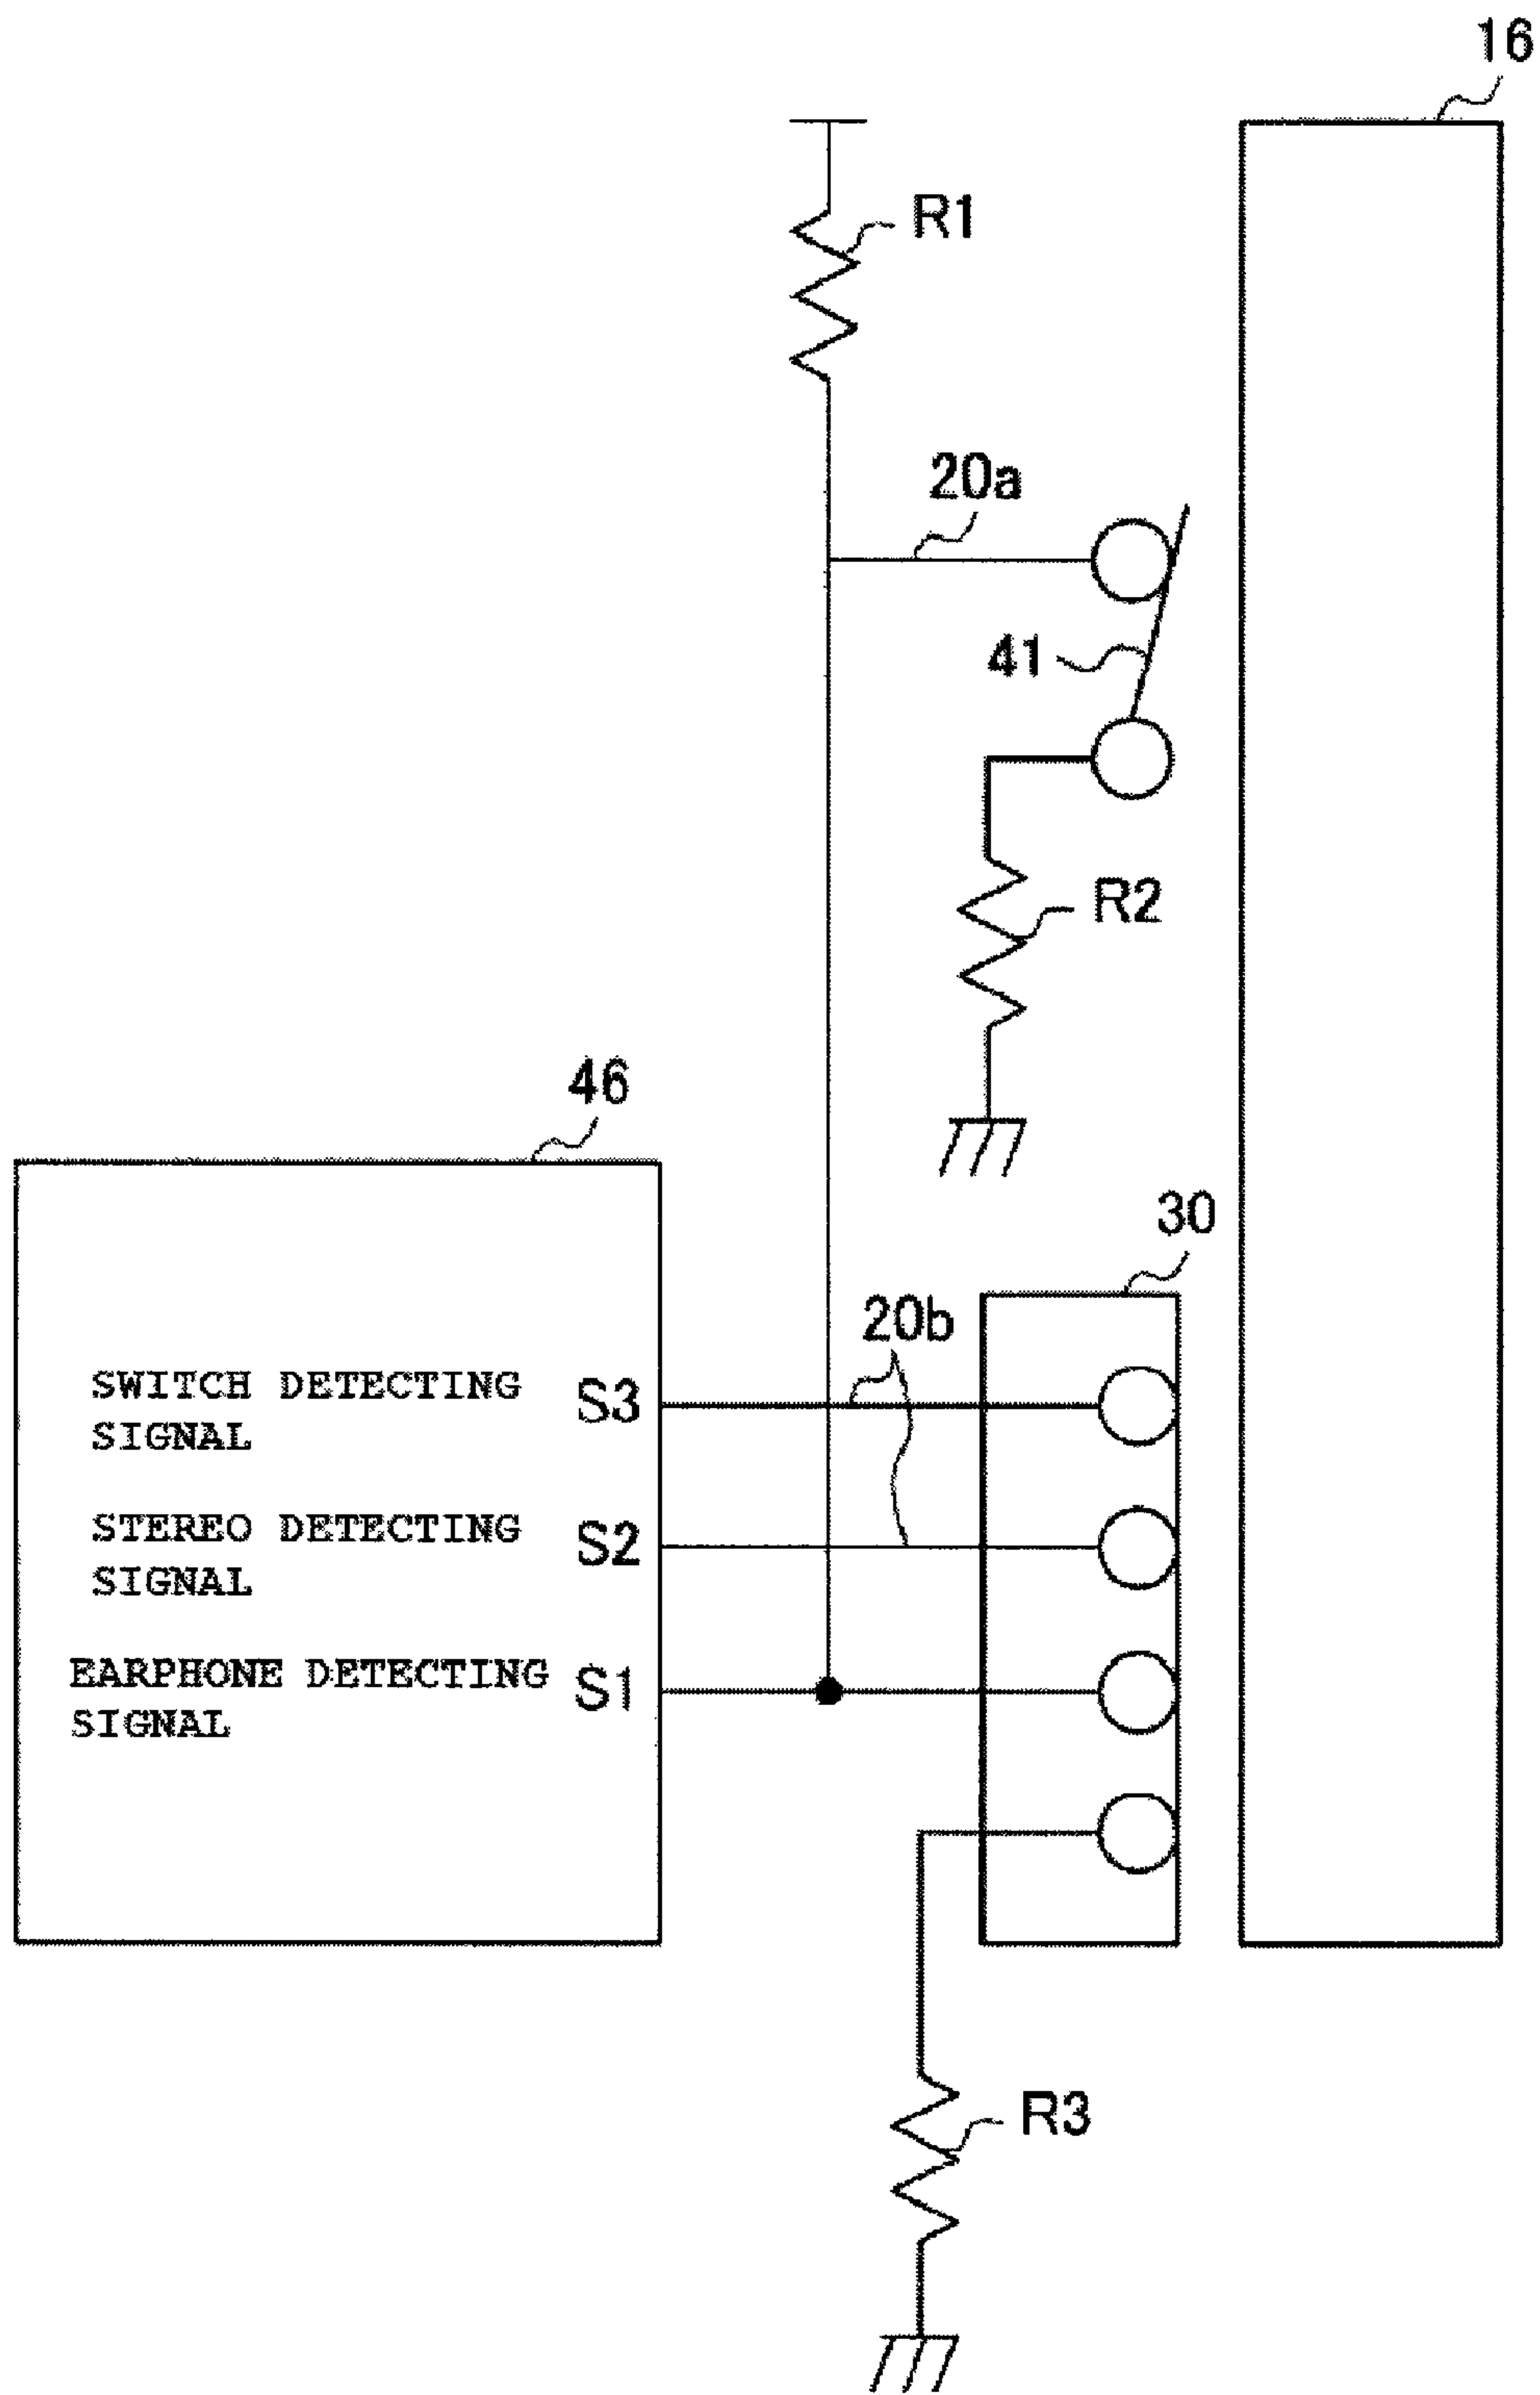 16
R1
20a
41
R2
46
30
20b
SWITCH DETECTING S3
SIGNAL
STEREO DETECTING S2
SIGNAL
EARPHONE DETECTING S1
SIGNAL
R3